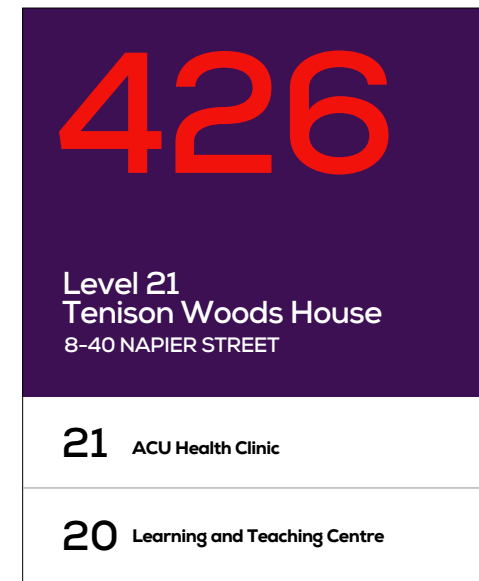 426
Level 21
Tenison Woods House
8-40 NAPIER STREET
21 ACU Health Clinic
20 Learning and Teaching Centre